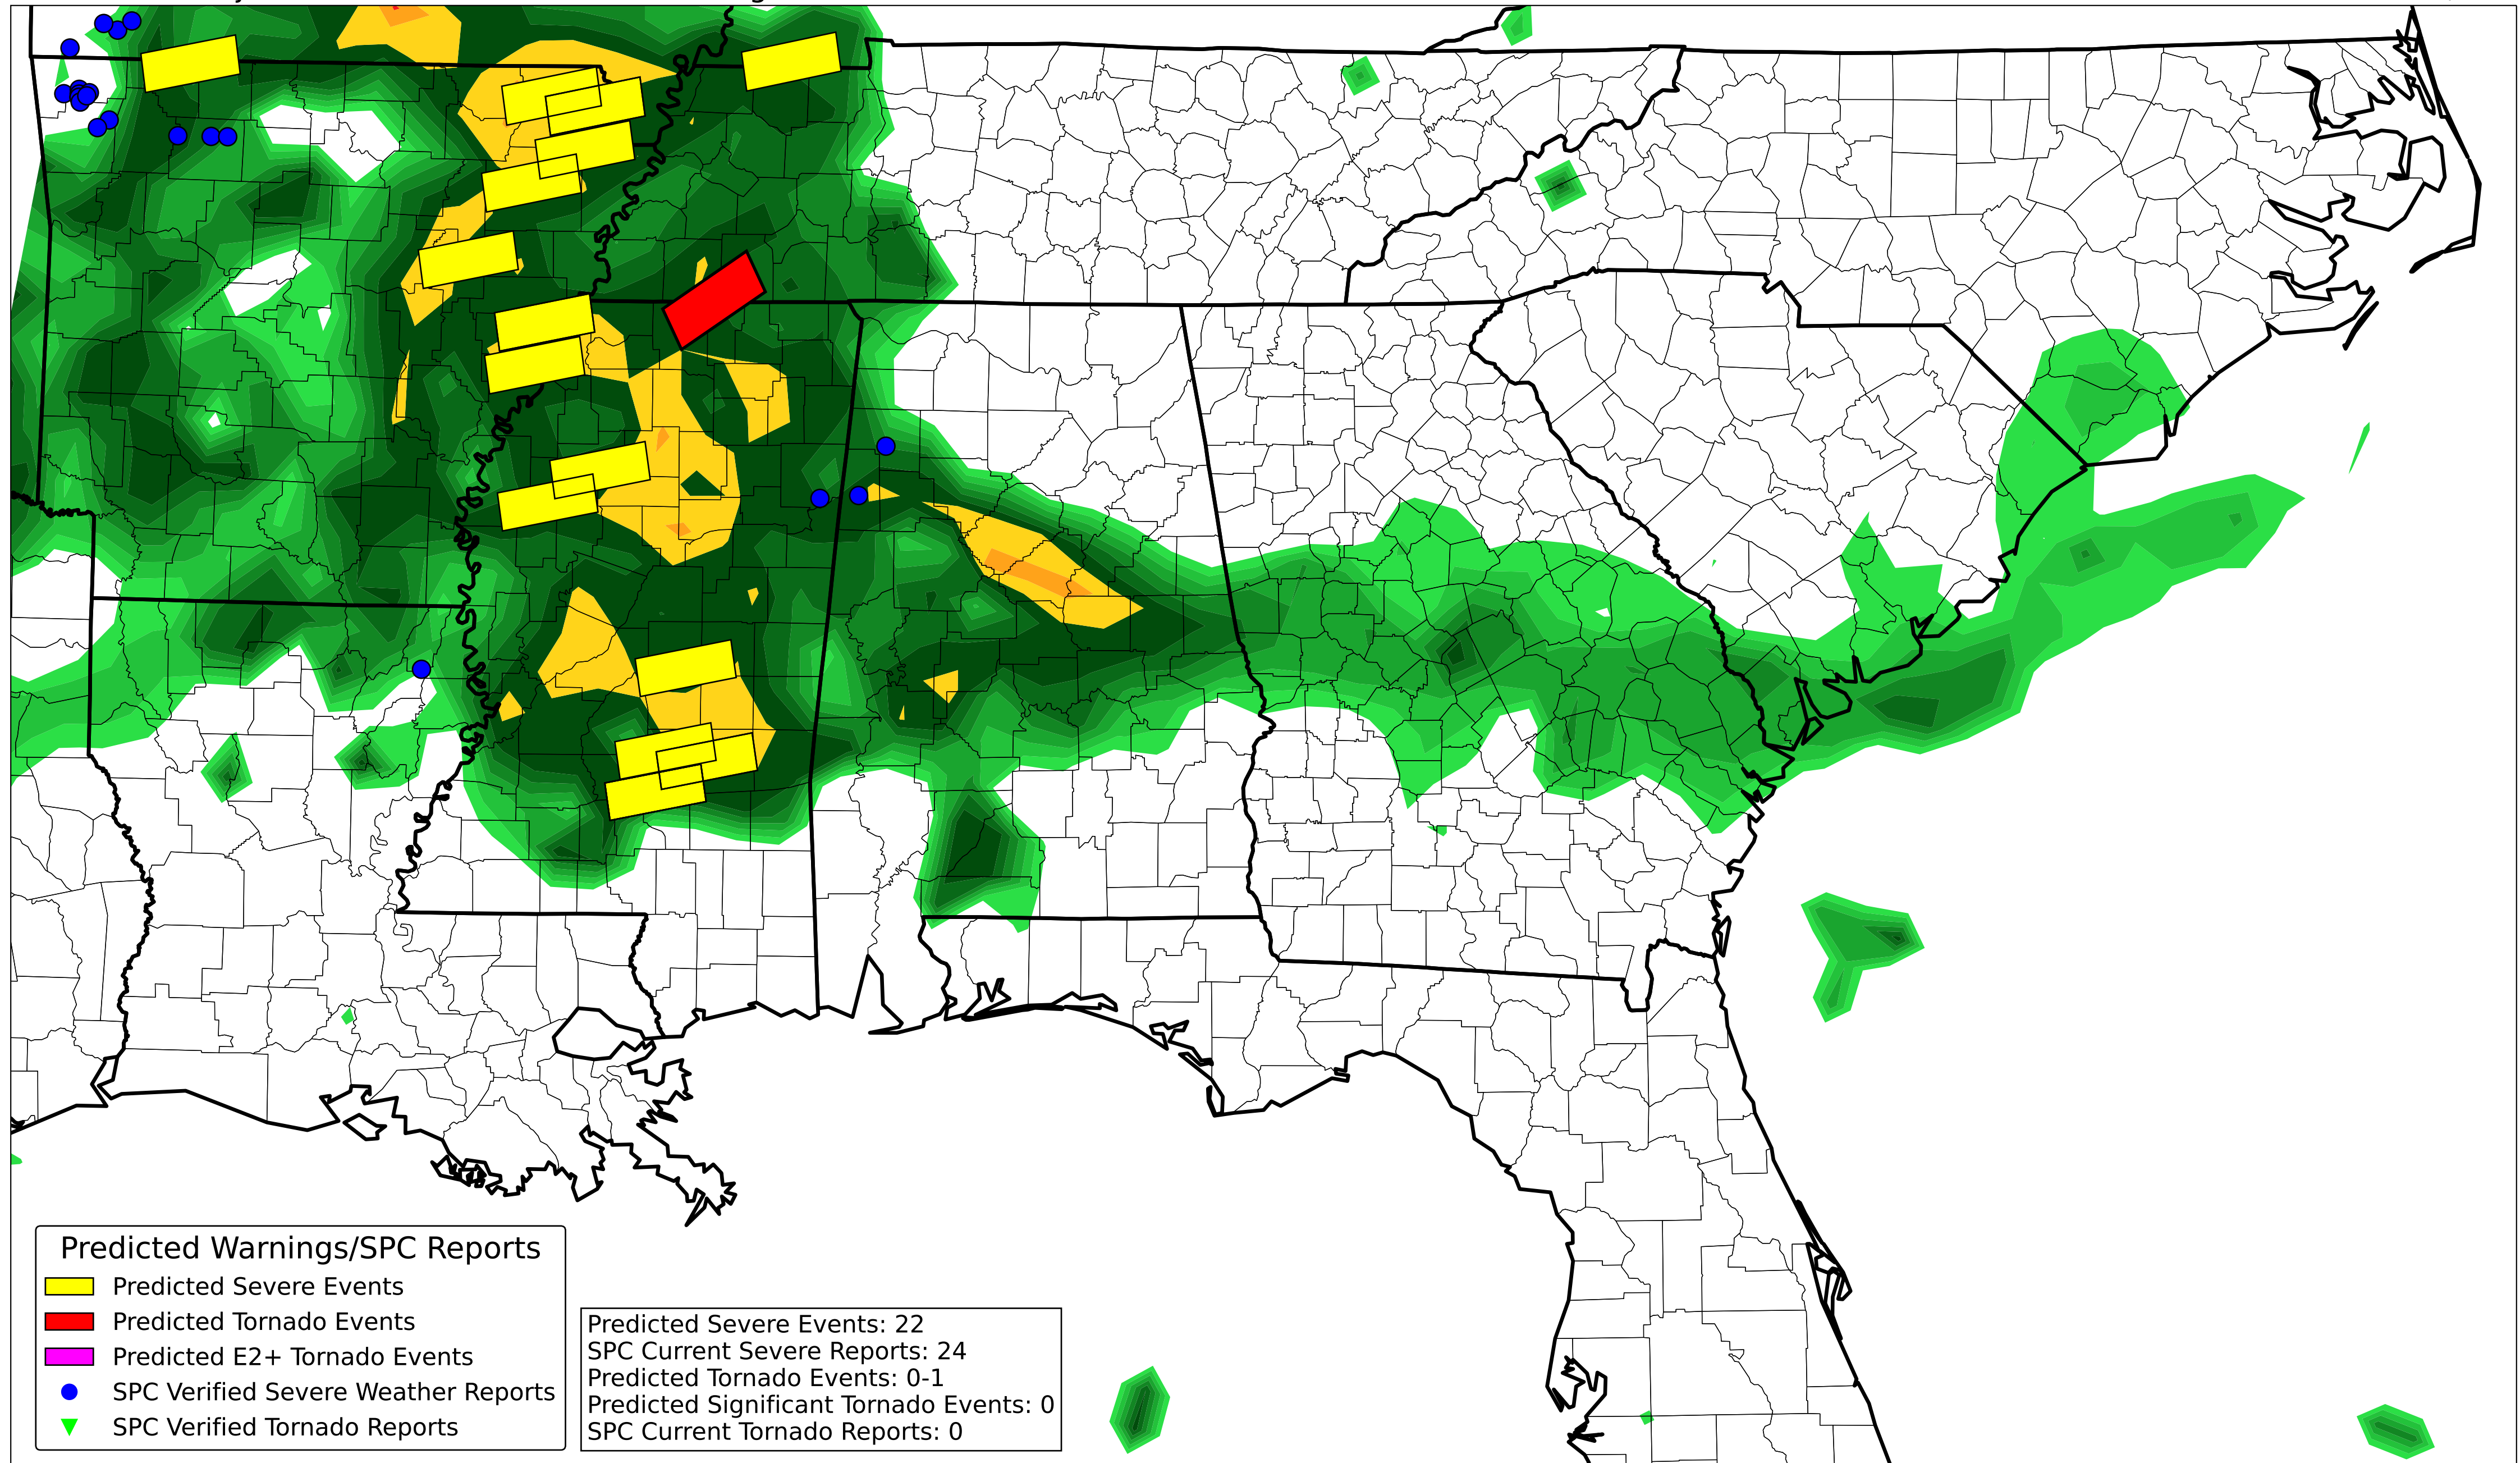 Predicted Warnings/SPC Reports
Predicted Severe Events
Predicted Tornado Events
Predicted E2+ Tornado Events
SPC Verified Severe Weather Reports
SPC Verified Tornado Reports
Predicted Severe Events: 22
SPC Current Severe Reports: 24
Predicted Tornado Events: 0-1
Predicted Significant Tornado Events: 0
SPC Current Tornado Reports: 0